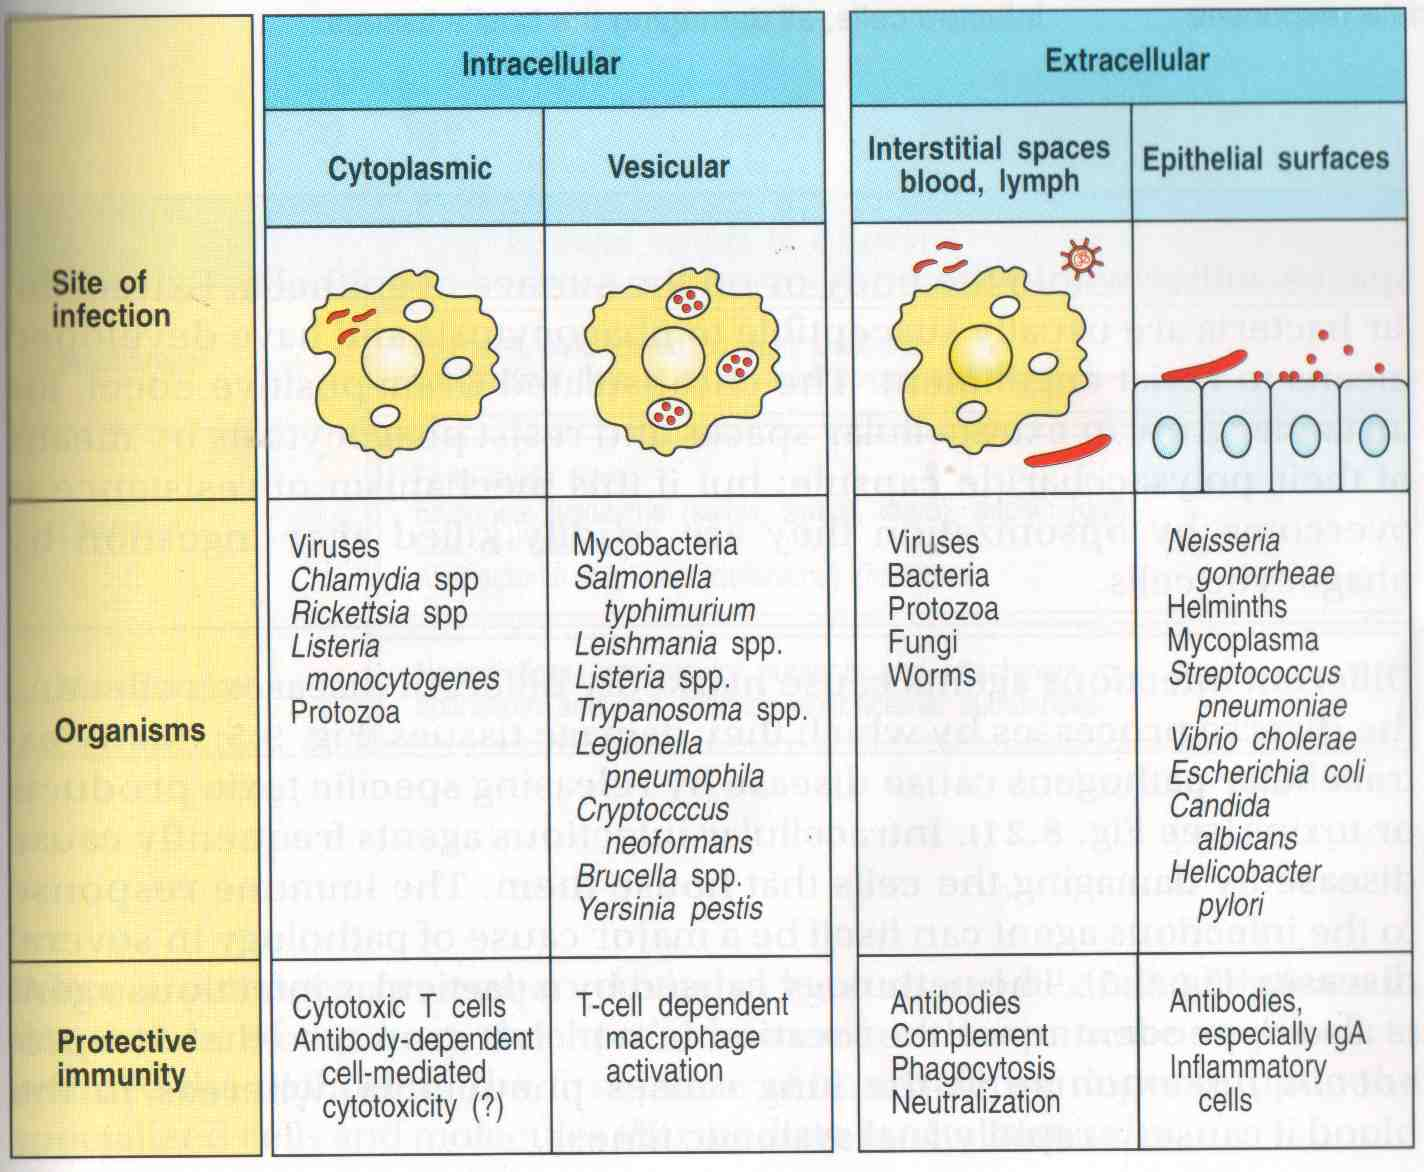 Intracellular
Extracellular
Cytoplasmic
Vesicular
Interstitial spaces
blood, lymph
Epithelial surfaces
Site of
infection
Organisms
Viruses
Chlamydia spp
Rickettsia spp
Listeria
monocytogenes
Protozoa
Mycobacteria
Salmonella
typhimurium
Leishmania spp.
Listeria spp.
Trypanosoma spp.
Legionella
pneumophila
Cryptocccus
neoformans
Brucella spp.
Yersinia pestis
Viruses
Bacteria
Protozoa
Fungi
Worms
Neisseria
gonorrheae
Helminths
Mycoplasma
Streptococcus
pneumoniae
Vibrio cholerae
Escherichia coli
Candida
albicans
Helicobacter
pylori
Protective
immunity
Cytotoxic T cells
Antibody-dependent
cell-mediated
cytotoxicity (?)
T-cell dependent
macrophage
activation
Antibodies
Complement
Phagocytosis
Neutralization
Antibodies,
especially IgA
Inflammatory
cells